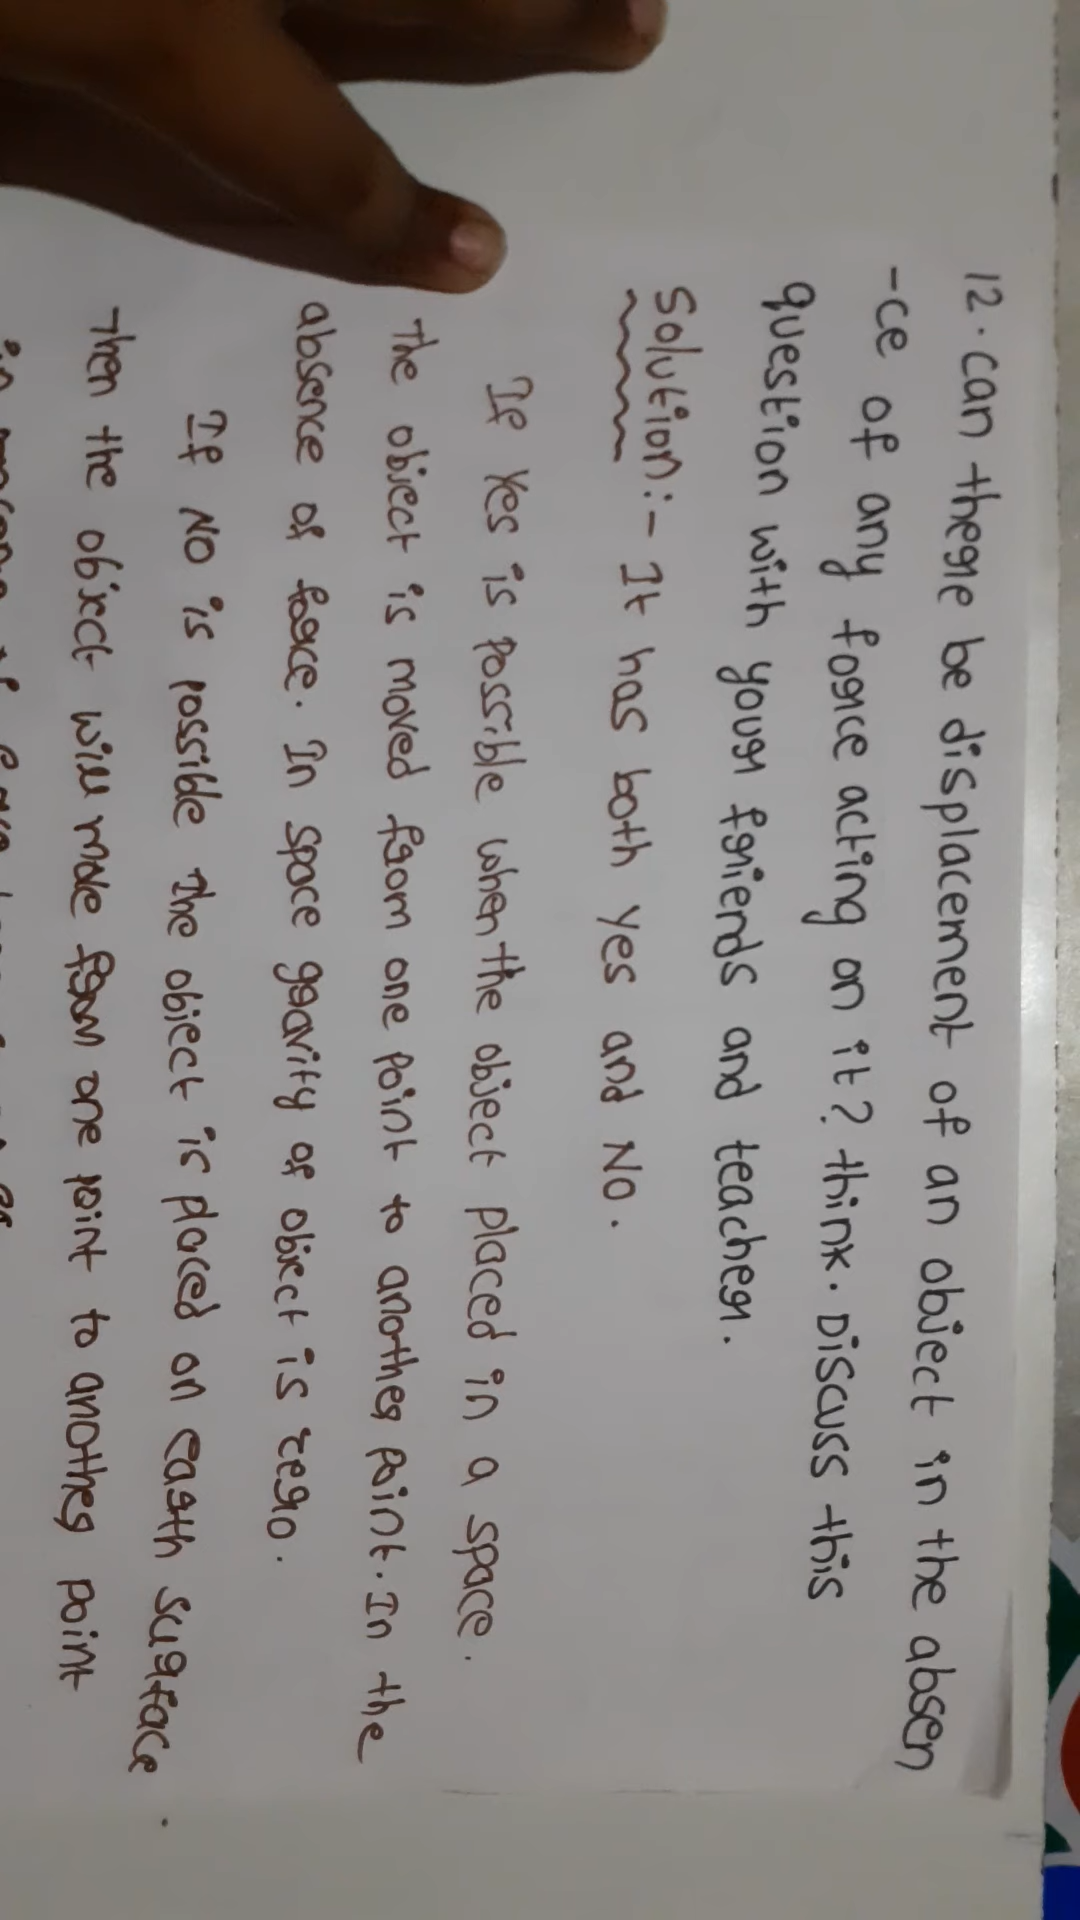 12. can there be displacement of an object in the absen
-ce of any force acting on it? think. Discuss this
question with your friends and teacher.
Solution:- It has both yes and No.
If Yes is possible when the object placed in a space.
The object is moved from one point to another point. In the
absence of force. In space gravity of object is zero.
If No is possible The object is placed on earth surface.
Then the object will move from one point to another point